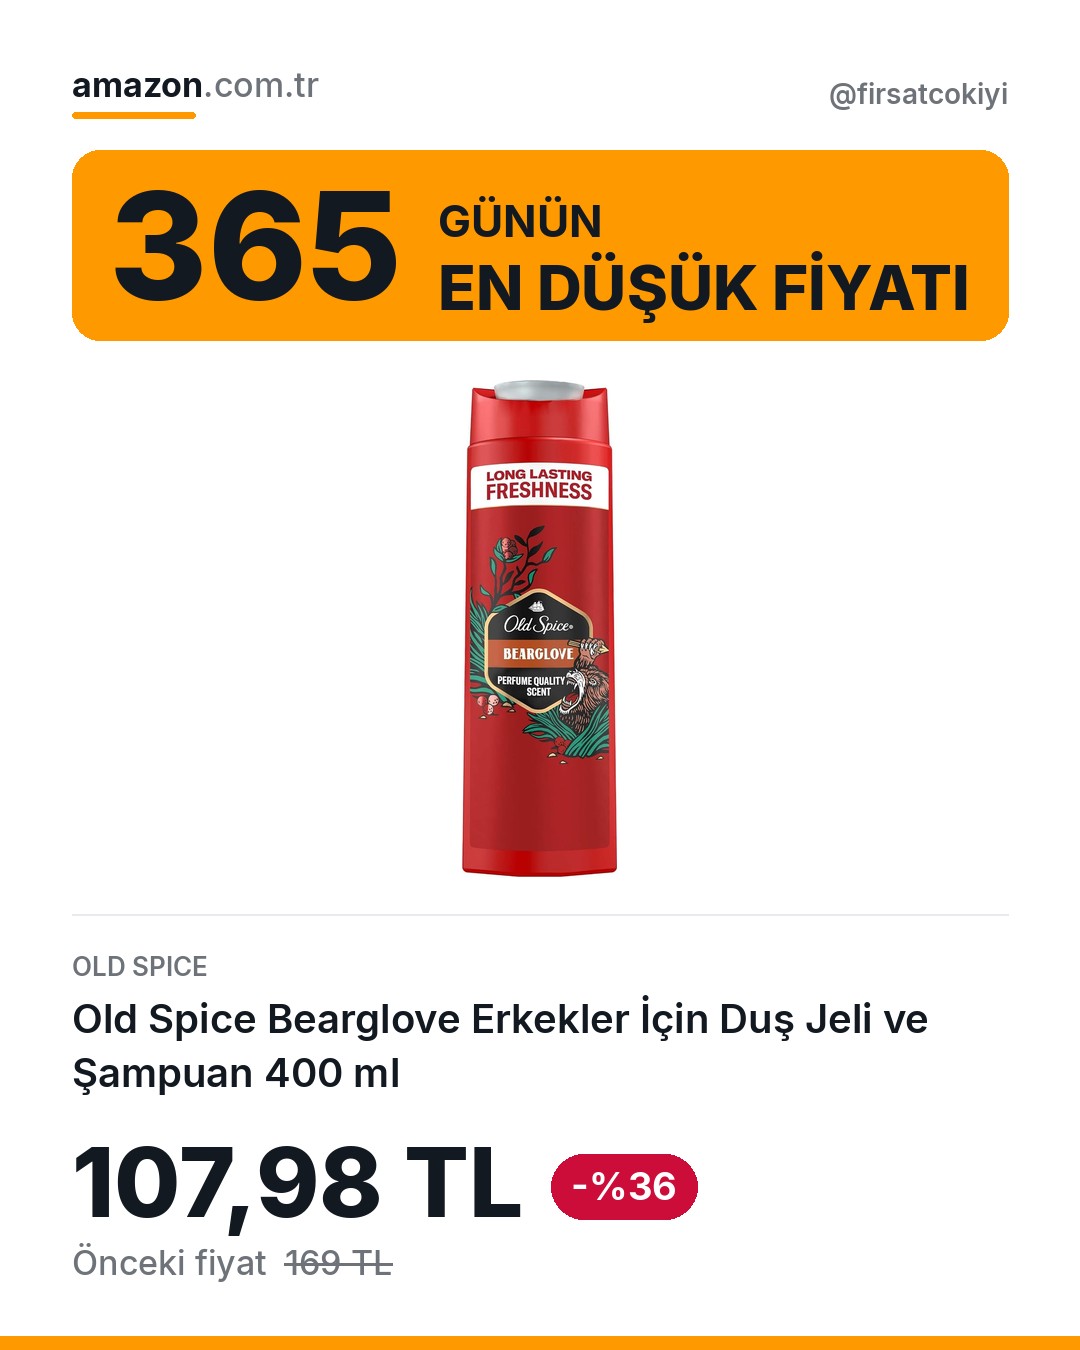 amazon.com.tr
@firsatcokiyi
365
GÜNÜN
EN DÜŞÜK FİYATI
LONG LASTING
FRESHNESS
Old Spice
BEARGLOVE
PERFUME QUALITY
SCENT
OLD SPICE
Old Spice Bearglove Erkekler İçin Duş Jeli ve
Şampuan 400 ml
107,98 TL
-%36
Önceki fiyat 169 TL